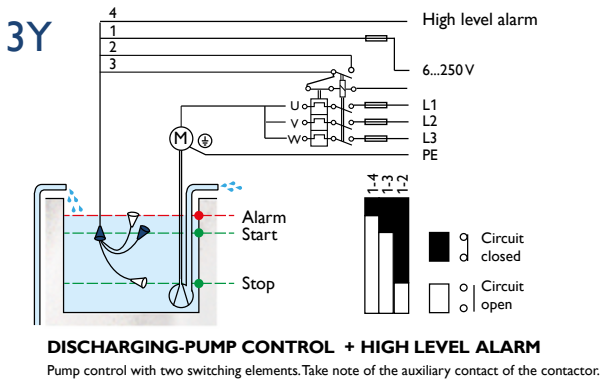 3Y
4
High level alarm
1
2
6...250 V
3
U
L1
V
L2
M
W
L3
PE
1-4
1-3
1-2
Alarm
Start
Circuit closed
Stop
Circuit open
DISCHARGING-PUMP CONTROL + HIGH LEVEL ALARM
Pump control with two switching elements. Take note of the auxiliary contact of the contactor.